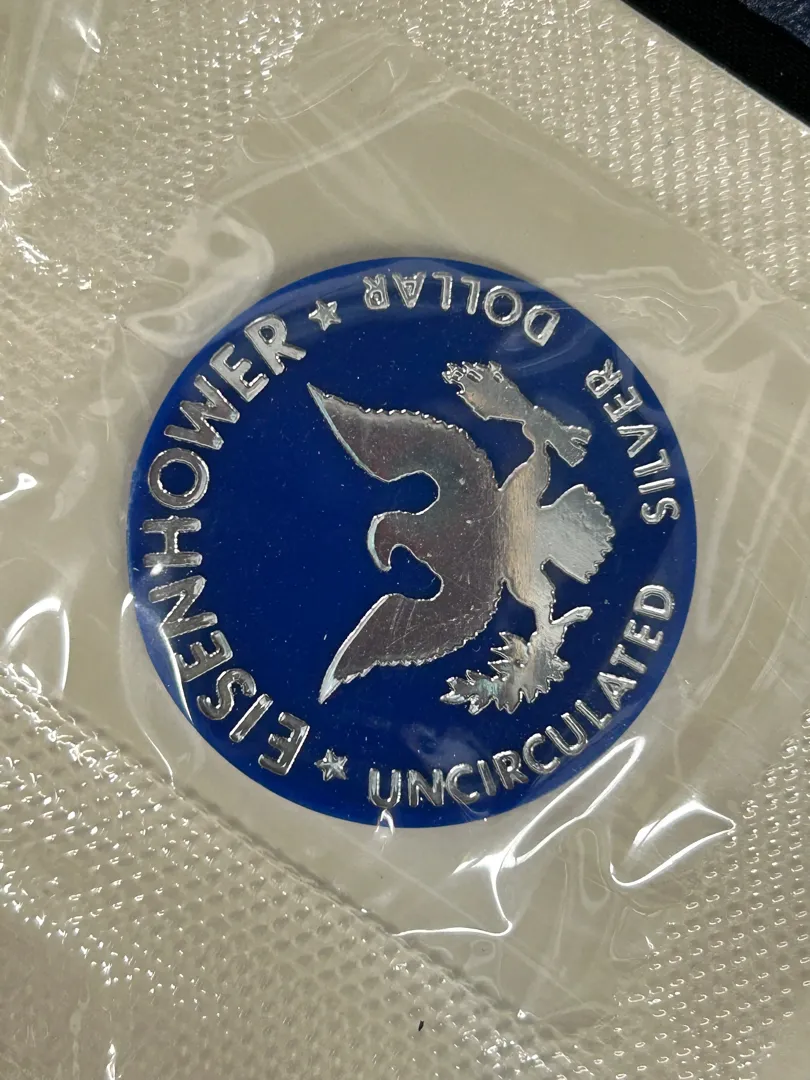 EISENHOWER
★ UNCIRCULATED SILVER DOLLAR ★